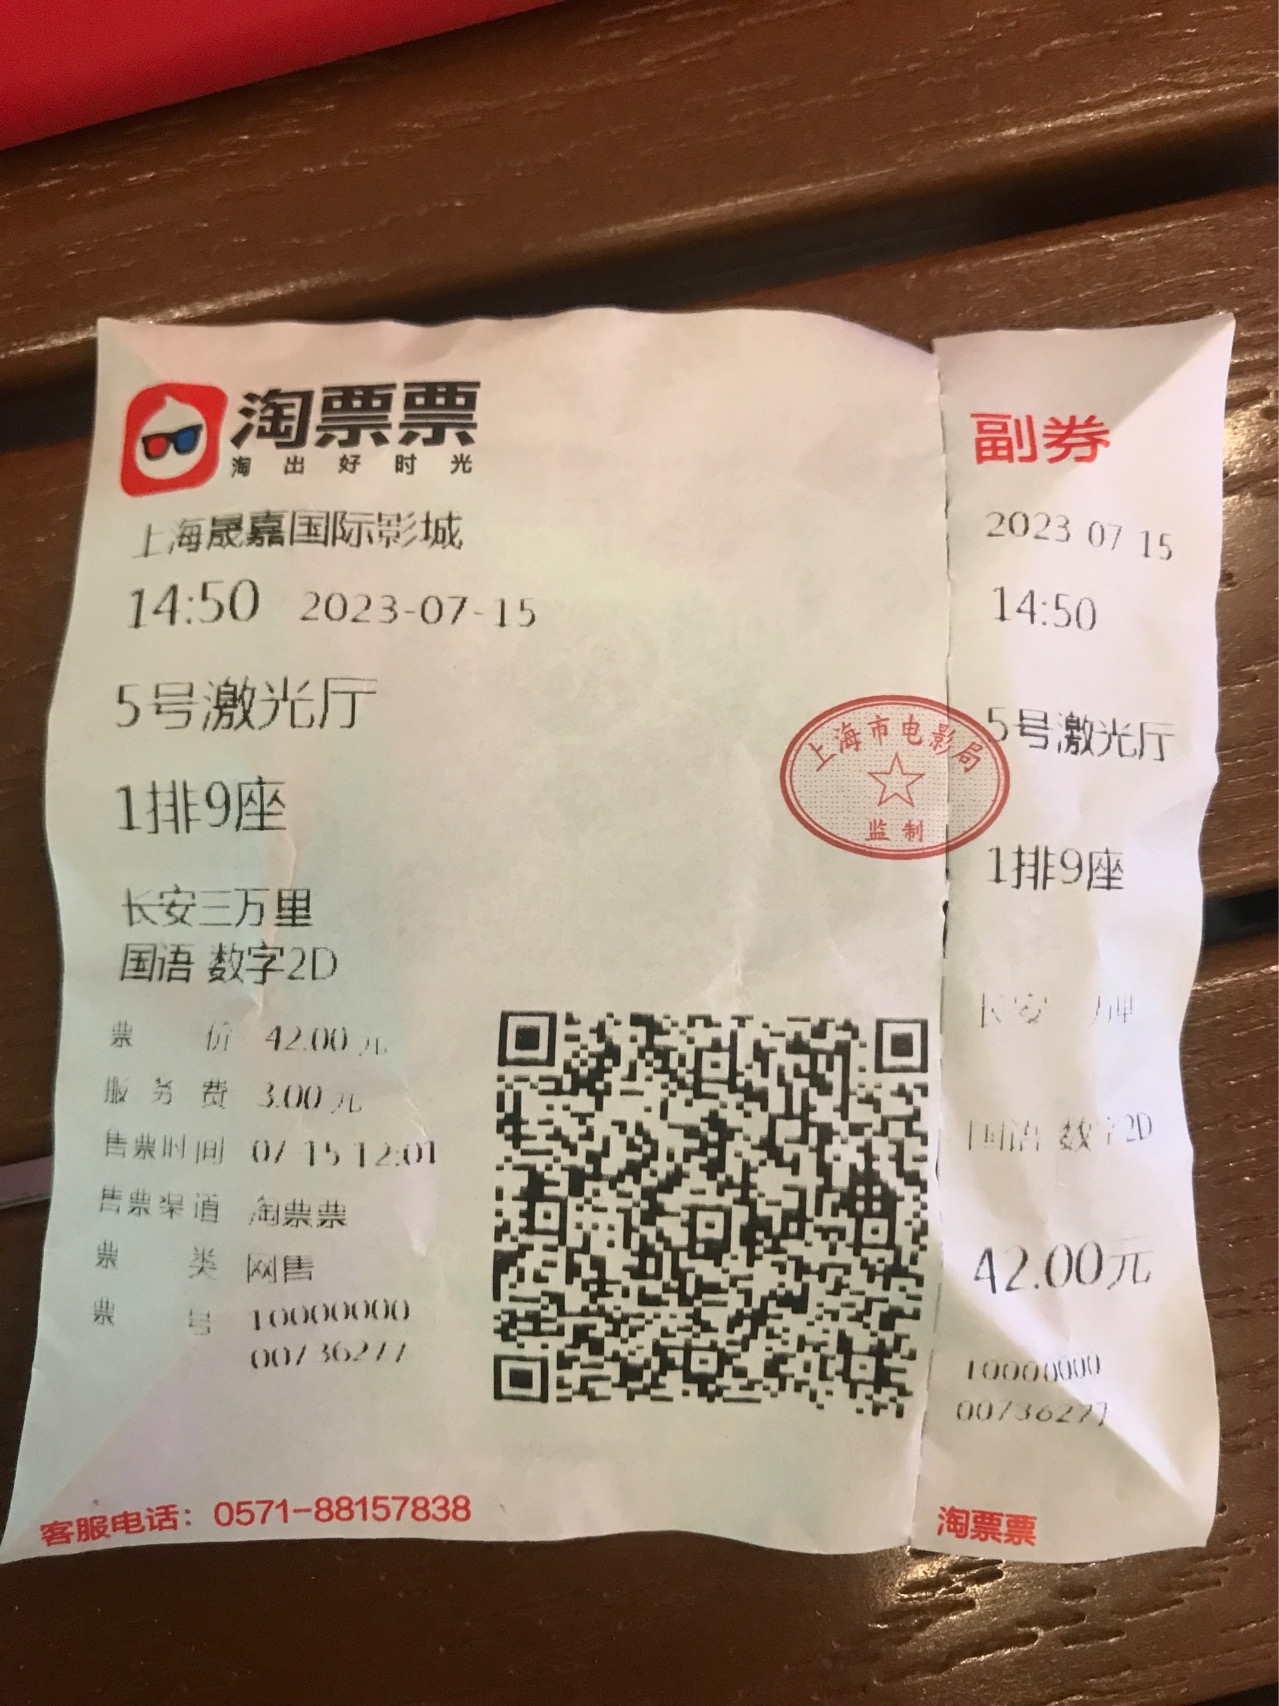 淘票票
淘出好时光
上海晟嘉国际影城
14:50 2023-07-15
5号激光厅
1排9座
长安三万里
国语 数字2D
票价 42.00元
服务费 3.00元
售票时间 07-15 12:01
售票渠道 淘票票
票类 网售
票号 10000000
00736277
客服电话：0571-88157838
上海市电影局
监制
副券
2023 07 15
14:50
5号激光厅
1排9座
长安 万里
国语 数字2D
42.00元
10000000
00736277
淘票票